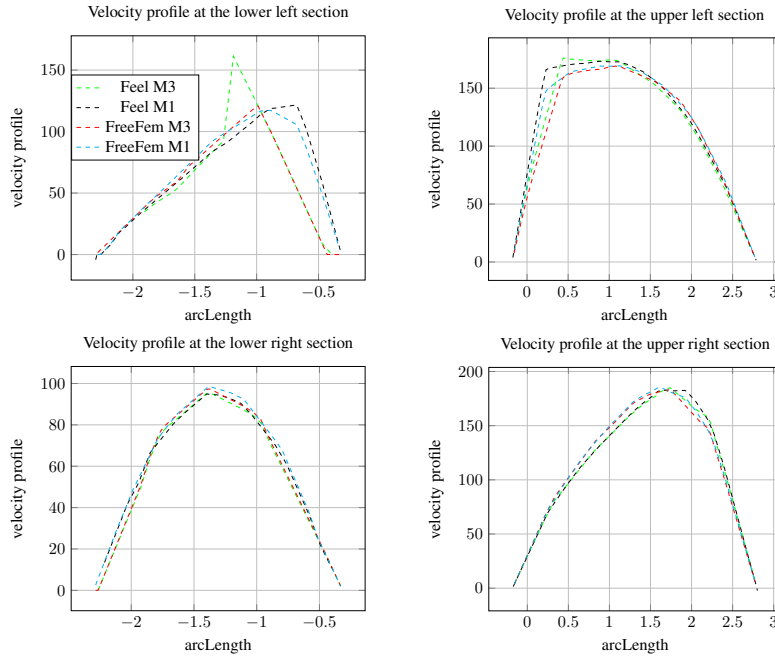 Velocity profile at the lower left section
150
100
50
0
velocity profile
Feel M3
Feel M1
FreeFem M3
FreeFem M1
−2
−1.5
−1
−0.5
arcLength
Velocity profile at the upper left section
150
100
50
0
velocity profile
0
0.5
1
1.5
2
2.5
3
arcLength
Velocity profile at the lower right section
100
80
60
40
20
0
velocity profile
−2
−1.5
−1
−0.5
arcLength
Velocity profile at the upper right section
200
150
100
50
0
velocity profile
0
0.5
1
1.5
2
2.5
3
arcLength